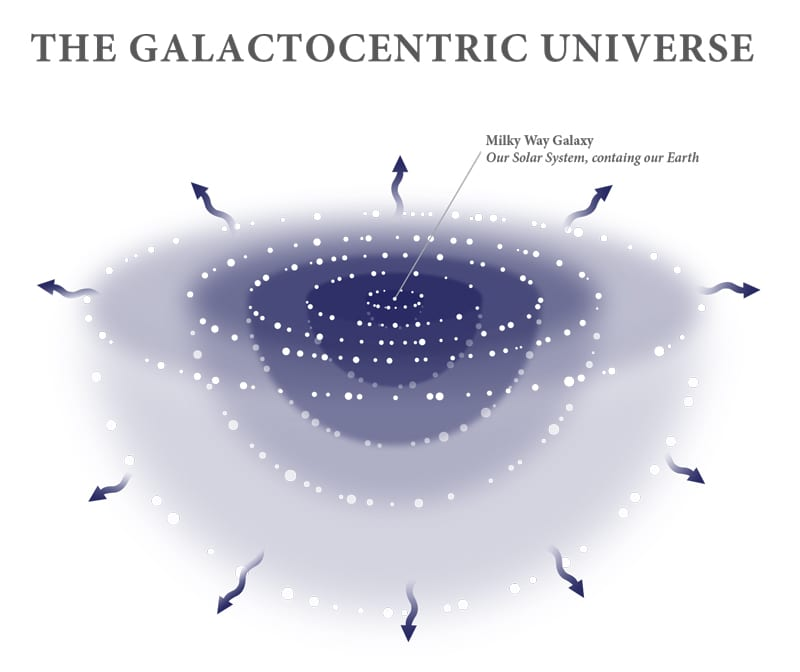 THE GALACTOCENTRIC UNIVERSE
Milky Way Galaxy
Our Solar System, containg our Earth